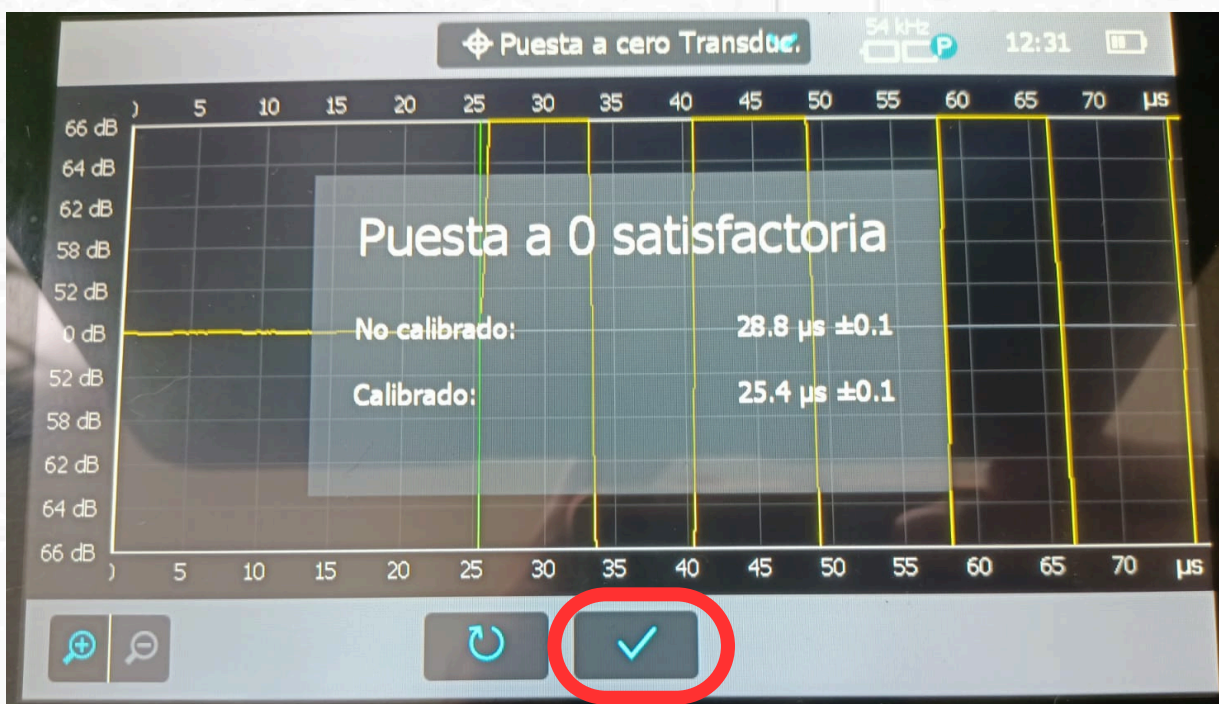 Puesta a cero Transduc.
54 kHz
P
12:31
5 10 15 20 25 30 35 40 45 50 55 60 65 70 µs
66 dB
64 dB
62 dB
58 dB
52 dB
0 dB
52 dB
58 dB
62 dB
64 dB
66 dB
Puesta a 0 satisfactoria
No calibrado: 28.8 µs ±0.1
Calibrado: 25.4 µs ±0.1
5 10 15 20 25 30 35 40 45 50 55 60 65 70 µs